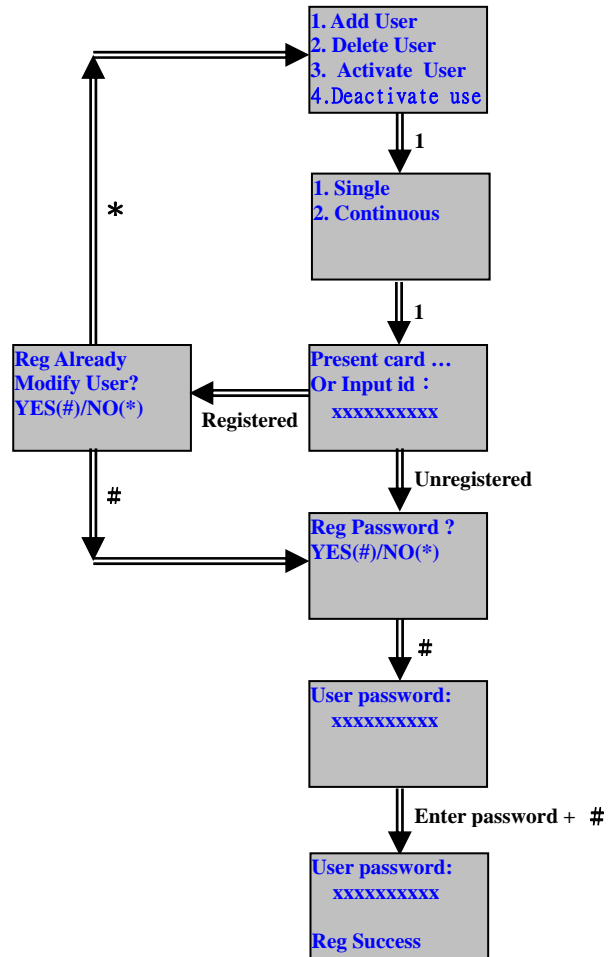 1. Add User
2. Delete User
3. Activate User
4.Deactivate use
1
1. Single
2. Continuous
*
1
Reg Already
Modify User?
YES(#)/NO(*)
Registered
Present card …
Or Input id：
xxxxxxxxxx
Unregistered
#
Reg Password ?
YES(#)/NO(*)
#
User password:
xxxxxxxxxx
Enter password + #
User password:
xxxxxxxxxx
Reg Success